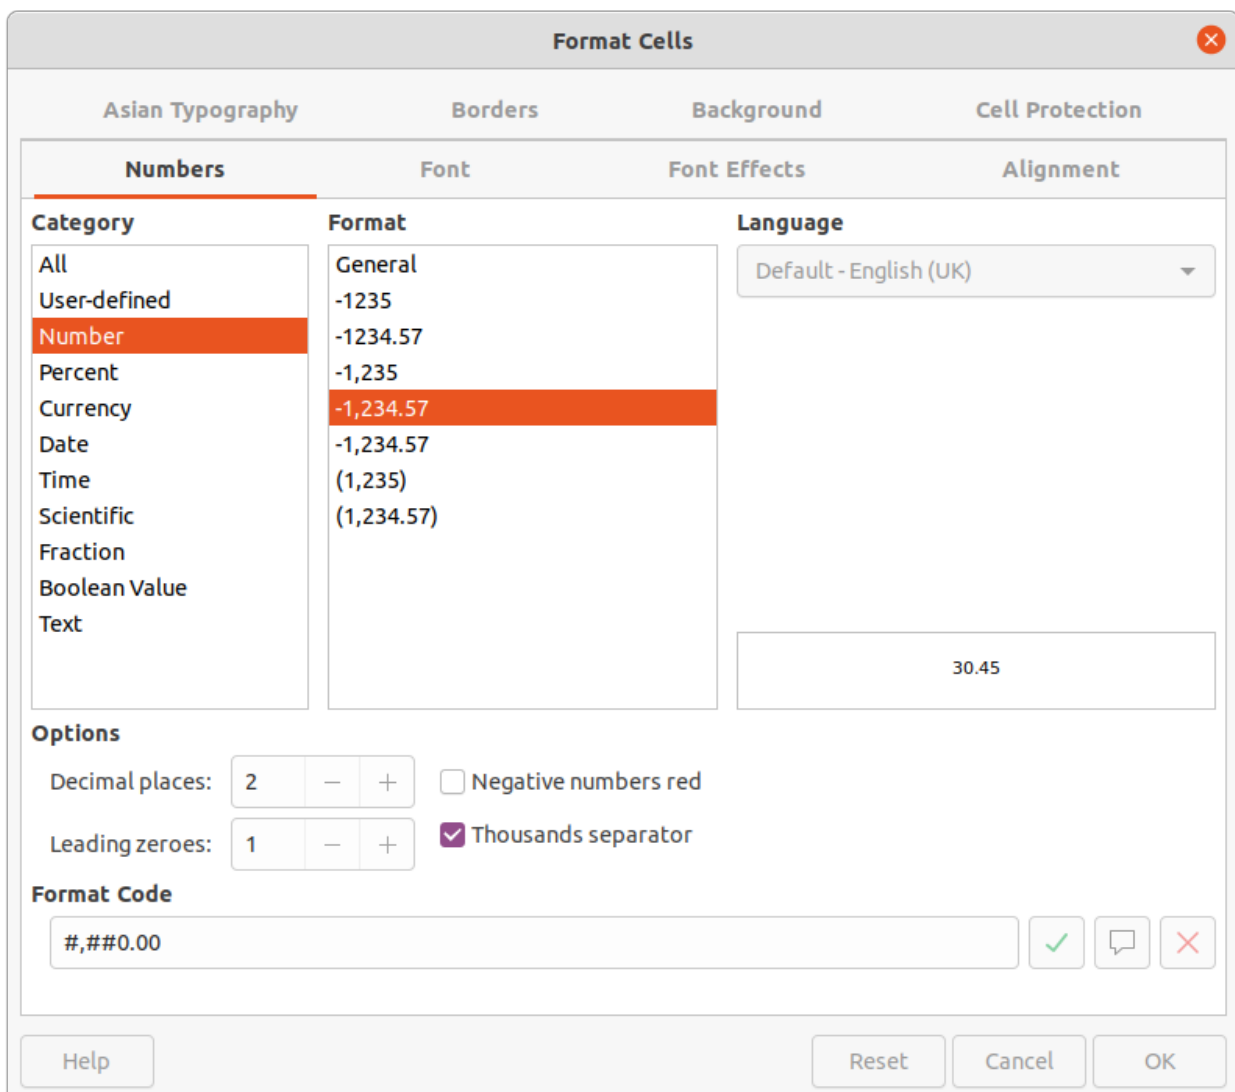 Format Cells
Asian Typography Borders Background Cell Protection
Numbers Font Font Effects Alignment
Category Format Language
All
User-defined
Number
Percent
Currency
Date
Time
Scientific
Fraction
Boolean Value
Text
General
-1235
-1234.57
-1,235
-1,234.57
-1,234.57
(1,235)
(1,234.57)
Default - English (UK)
30.45
Options
Decimal places: 2 Negative numbers red
Leading zeroes: 1 Thousands separator
Format Code
#,##0.00
Help Reset Cancel OK